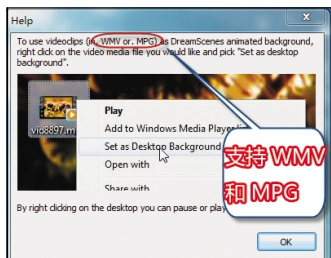 Help
x
To use videoclips (in. WMV or. MPG) as DreamScenes animated background,
right click on the video media file you would like and pick "Set as desktop
background".
Play
Add to Windows Media Player
vid8897.m
Set as Desktop Background
Open with
Share with
支持 WMV
和 MPG
By right clicking on the desktop you can pause or play
OK